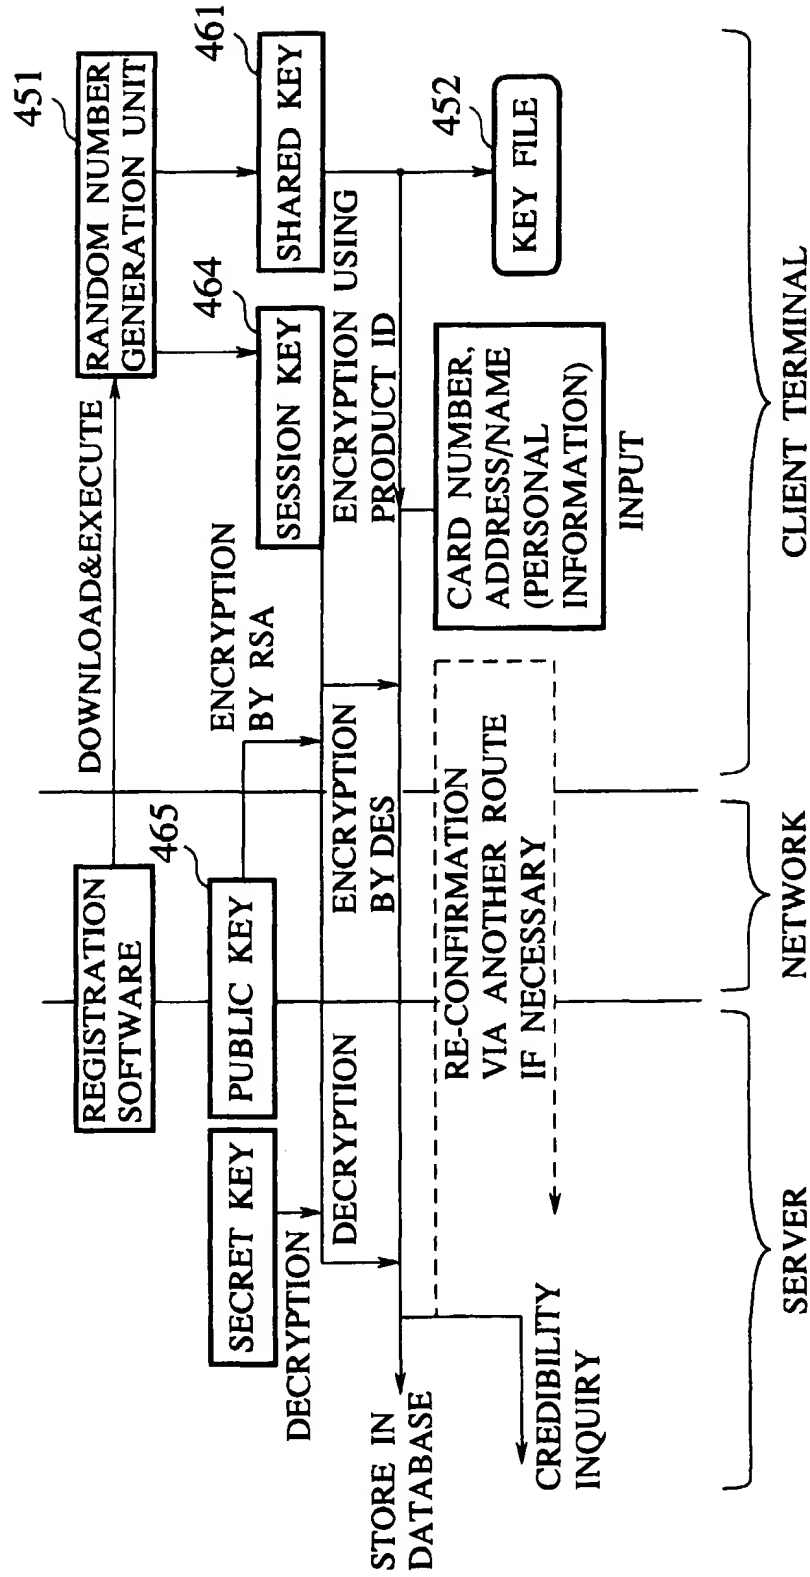 451
RANDOM NUMBER
GENERATION UNIT
DOWNLOAD&EXECUTE
REGISTRATION
SOFTWARE
461
SHARED KEY
464
SESSION KEY
465
PUBLIC KEY
SECRET KEY
ENCRYPTION
BY RSA
DECRYPTION
ENCRYPTION USING
PRODUCT ID
ENCRYPTION
BY DES
DECRYPTION
STORE IN
DATABASE
452
KEY FILE
CARD NUMBER,
ADDRESS/NAME
(PERSONAL
INFORMATION)
INPUT
RE-CONFIRMATION
VIA ANOTHER ROUTE
IF NECESSARY
CREDIBILITY
INQUIRY
SERVER
NETWORK
CLIENT TERMINAL